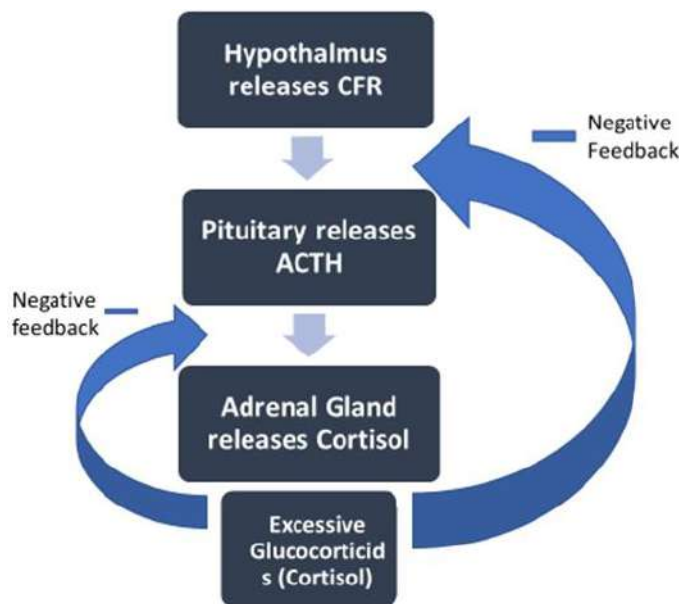 Hypothalmus
releases CFR
Negative
Feedback
Pituitary releases
ACTH
Negative
feedback
Adrenal Gland
releases Cortisol
Excessive
Glucocorticid
s (Cortisol)